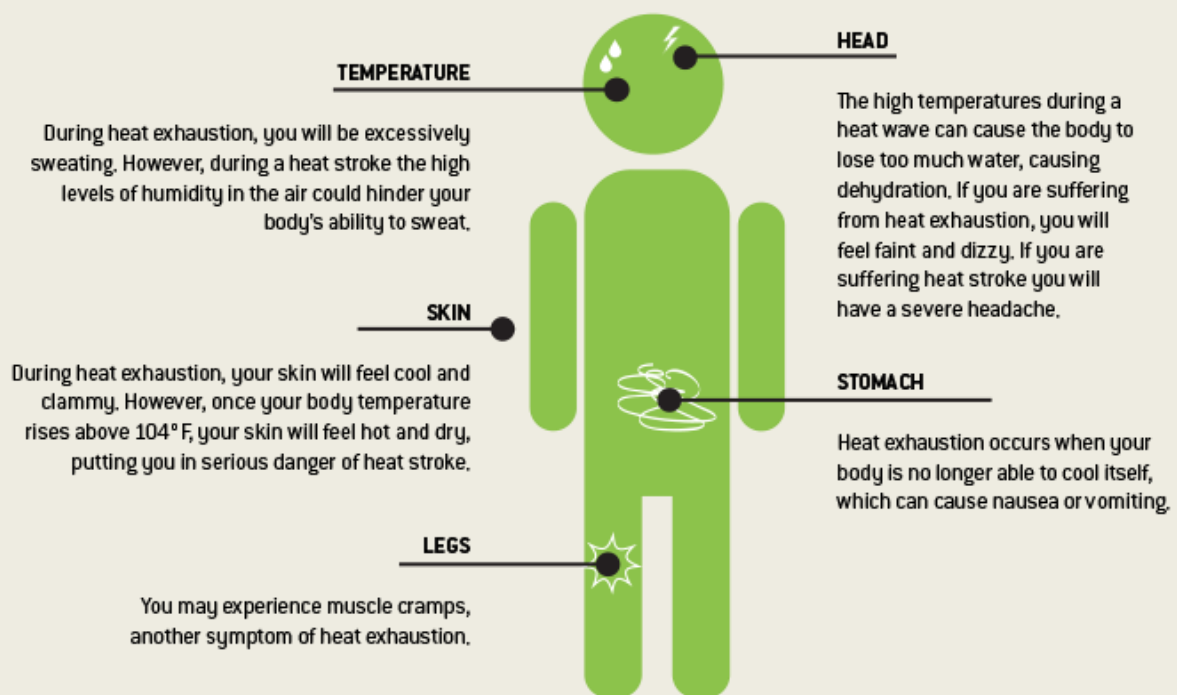 TEMPERATURE
During heat exhaustion, you will be excessively
sweating. However, during a heat stroke the high
levels of humidity in the air could hinder your
body's ability to sweat.
SKIN
During heat exhaustion, your skin will feel cool and
clammy. However, once your body temperature
rises above 104° F, your skin will feel hot and dry,
putting you in serious danger of heat stroke.
LEGS
You may experience muscle cramps,
another symptom of heat exhaustion.
HEAD
The high temperatures during a
heat wave can cause the body to
lose too much water, causing
dehydration. If you are suffering
from heat exhaustion, you will
feel faint and dizzy. If you are
suffering heat stroke you will
have a severe headache.
STOMACH
Heat exhaustion occurs when your
body is no longer able to cool itself,
which can cause nausea or vomiting.